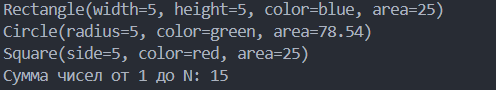 Rectangle(width=5, height=5, color=blue, area=25)
Circle(radius=5, color=green, area=78.54)
Square(side=5, color=red, area=25)
Сумма чисел от 1 до N: 15